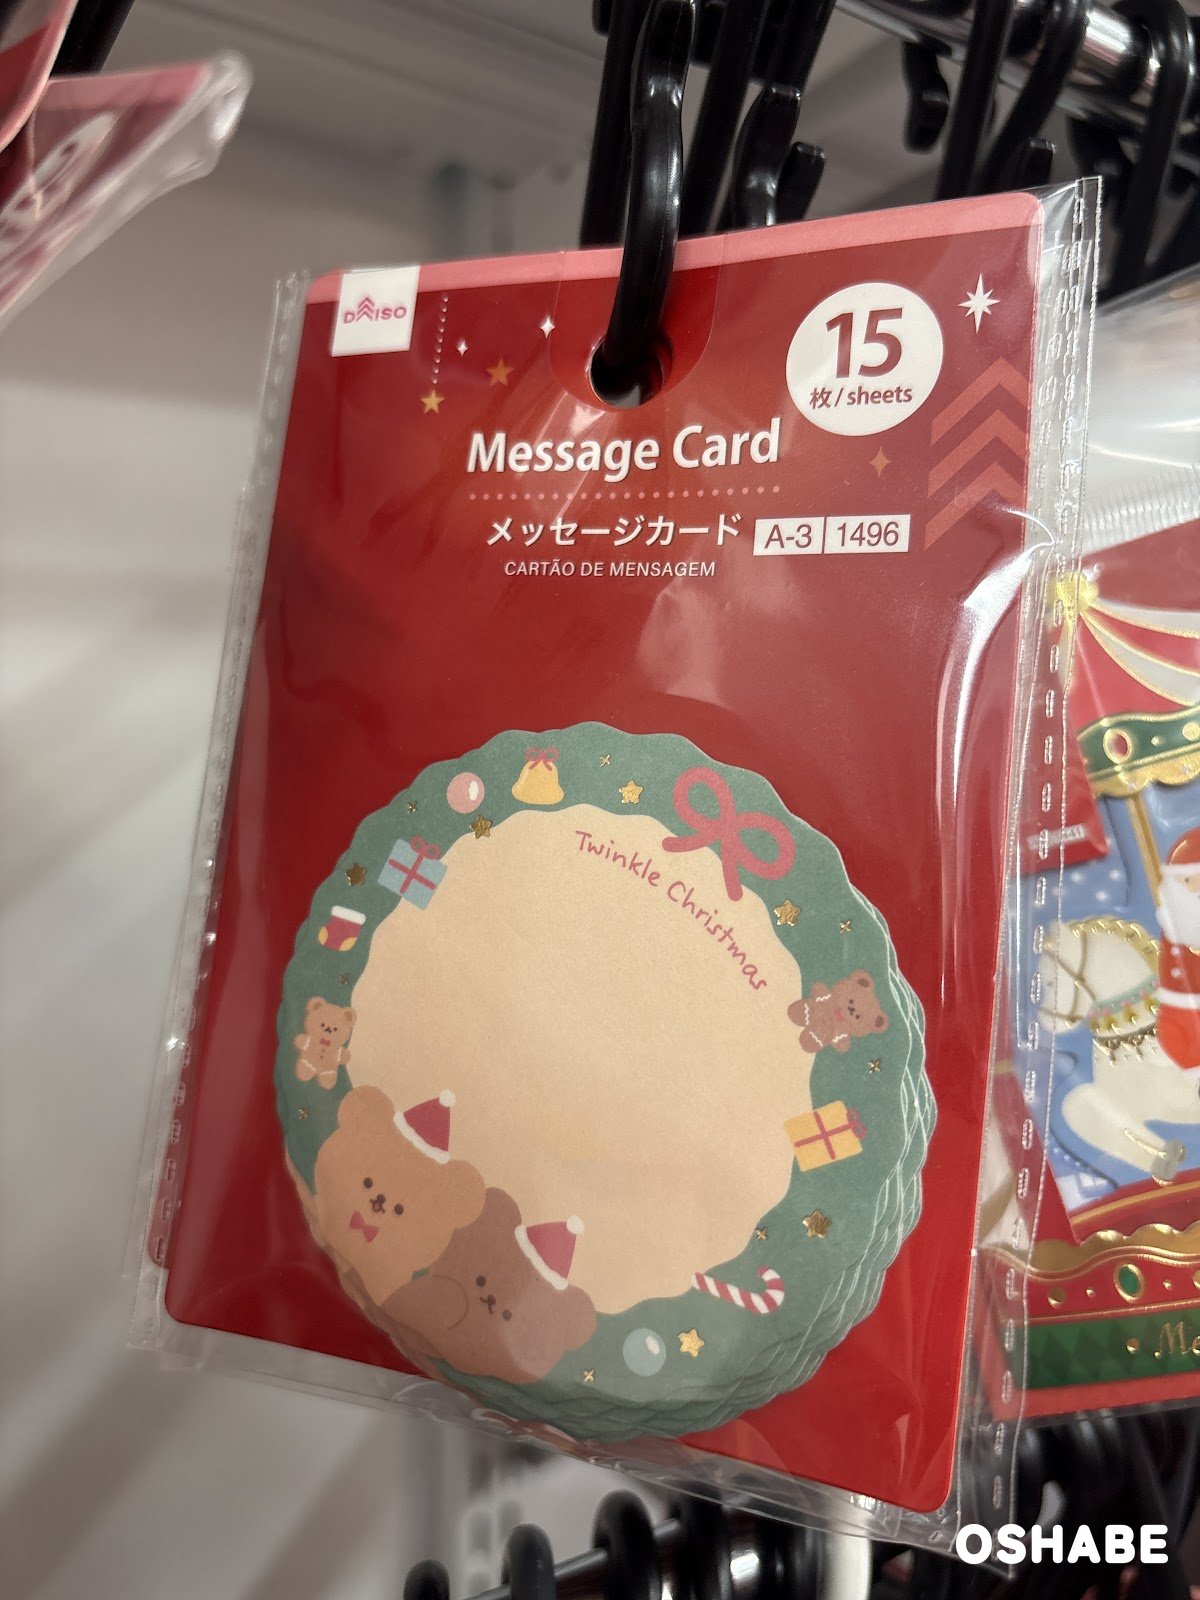 DAISO
15
枚/sheets
Message Card
メッセージカード A-3 1496
CARTÃO DE MENSAGEM
Twinkle Christmas
OSHABE